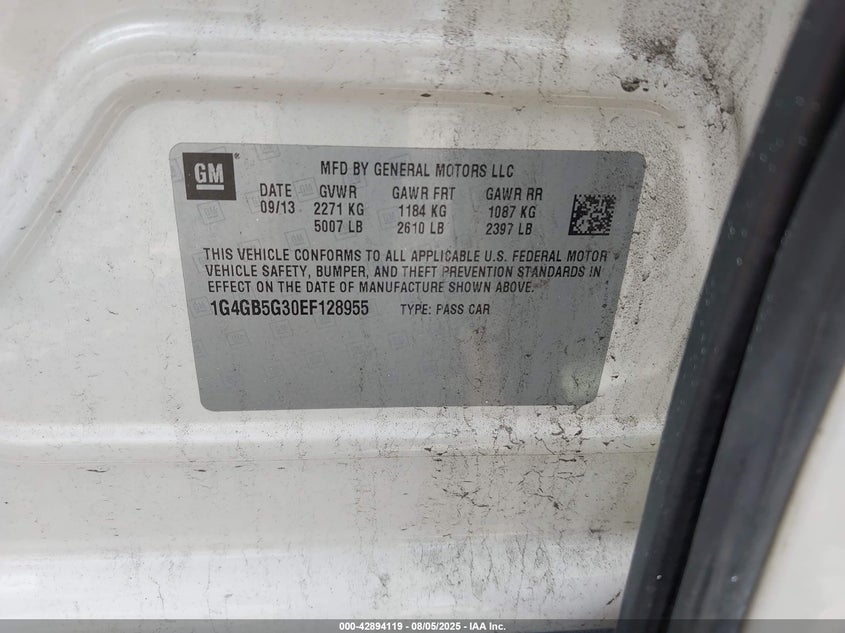 GM
MFD BY GENERAL MOTORS LLC
DATE GVWR GAWR FRT GAWR RR
09/13 2271 KG 1184 KG 1087 KG
5007 LB 2610 LB 2397 LB
THIS VEHICLE CONFORMS TO ALL APPLICABLE U.S. FEDERAL MOTOR
VEHICLE SAFETY, BUMPER, AND THEFT PREVENTION STANDARDS IN
EFFECT ON THE DATE OF MANUFACTURE SHOWN ABOVE.
1G4GB5G30EF128955 TYPE: PASS CAR
000-42894119 - 08/05/2025 - IAA Inc.